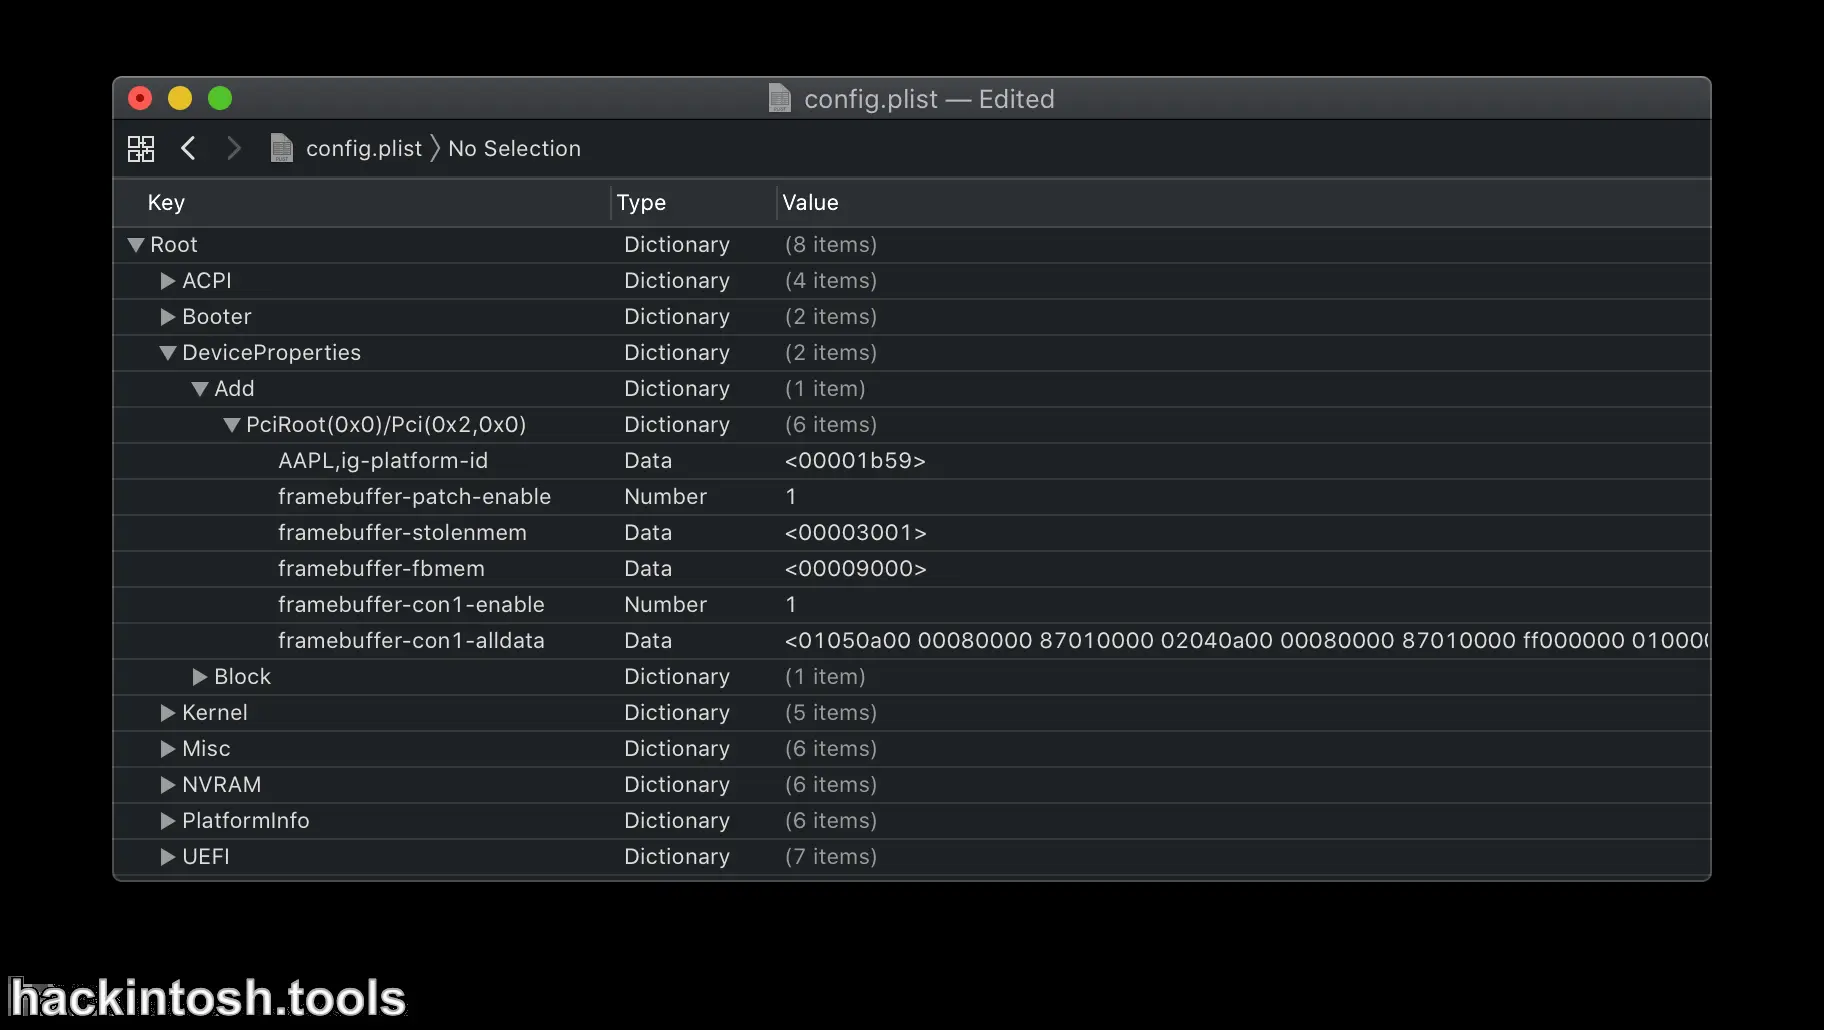 config.plist — Edited
config.plist 〉 No Selection
Key Type Value
Root Dictionary (8 items)
ACPI Dictionary (4 items)
Booter Dictionary (2 items)
DeviceProperties Dictionary (2 items)
Add Dictionary (1 item)
PciRoot(0x0)/Pci(0x2,0x0) Dictionary (6 items)
AAPL,ig-platform-id Data <00001b59>
framebuffer-patch-enable Number 1
framebuffer-stolenmem Data <00003001>
framebuffer-fbmem Data <00009000>
framebuffer-con1-enable Number 1
framebuffer-con1-alldata Data <01050a00 00080000 87010000 02040a00 00080000 87010000 ff000000 01000
Block Dictionary (1 item)
Kernel Dictionary (5 items)
Misc Dictionary (6 items)
NVRAM Dictionary (6 items)
PlatformInfo Dictionary (6 items)
UEFI Dictionary (7 items)
hackintosh.tools